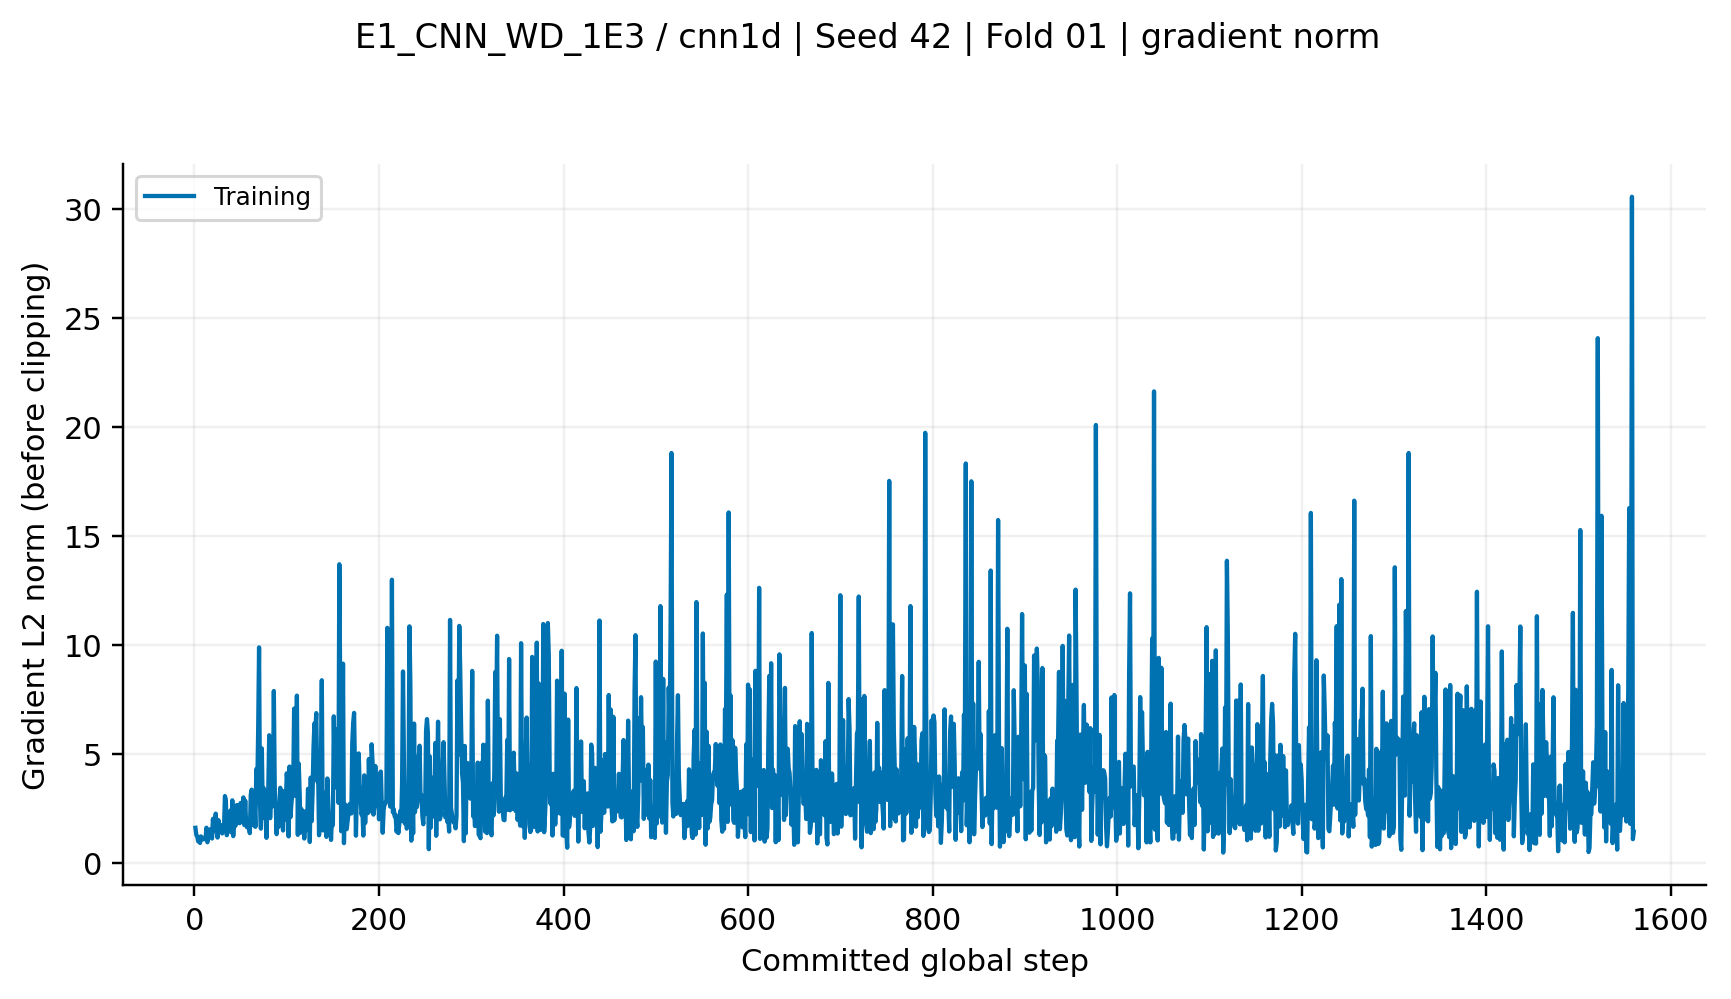 E1_CNN_WD_1E3 / cnn1d | Seed 42 | Fold 01 | gradient norm
Training
Gradient L2 norm (before clipping)
30
25
20
15
10
5
0
0 200 400 600 800 1000 1200 1400 1600
Committed global step